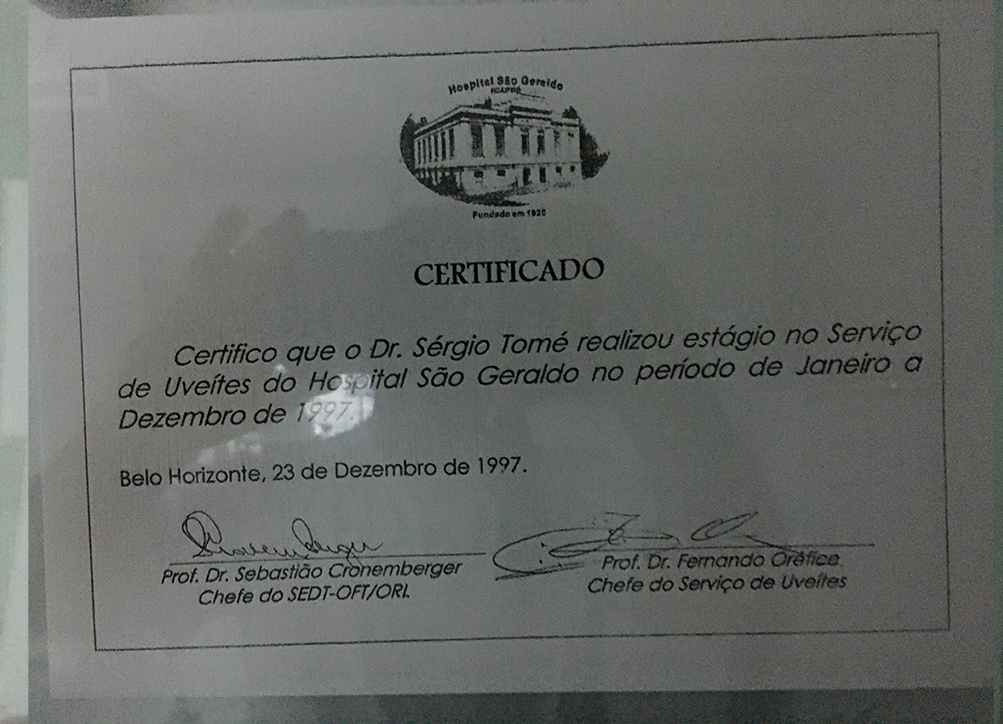 Hospital São Geraldo
Fundado em 1920
CERTIFICADO
Certifico que o Dr. Sérgio Tomé realizou estágio no Serviço
de Uveítes do Hospital São Geraldo no período de Janeiro a
Dezembro de 1997.
Belo Horizonte, 23 de Dezembro de 1997.
Prof. Dr. Sebastião Cronemberger
Chefe do SEDT-OFT/ORL
Prof. Dr. Fernando Oréfice
Chefe do Serviço de Uveítes